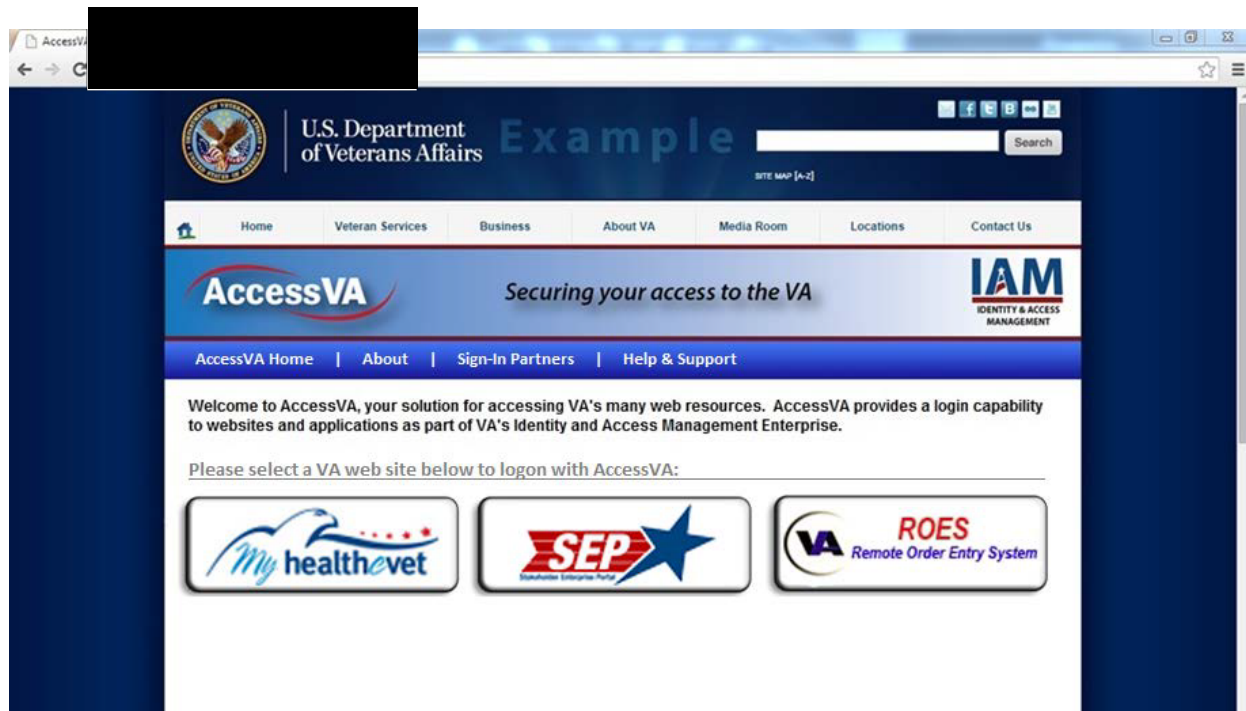 AccessVA
U.S. Department
of Veterans Affairs
Example
Search
SITE MAP [A-Z]
Home Veteran Services Business About VA Media Room Locations Contact Us
AccessVA
Securing your access to the VA
IAM
IDENTITY & ACCESS
MANAGEMENT
AccessVA Home | About | Sign-In Partners | Help & Support
Welcome to AccessVA, your solution for accessing VA's many web resources. AccessVA provides a login capability
to websites and applications as part of VA's Identity and Access Management Enterprise.
Please select a VA web site below to logon with AccessVA:
My healthevet
SEP
Stakeholder Enterprise Portal
VA
ROES
Remote Order Entry System